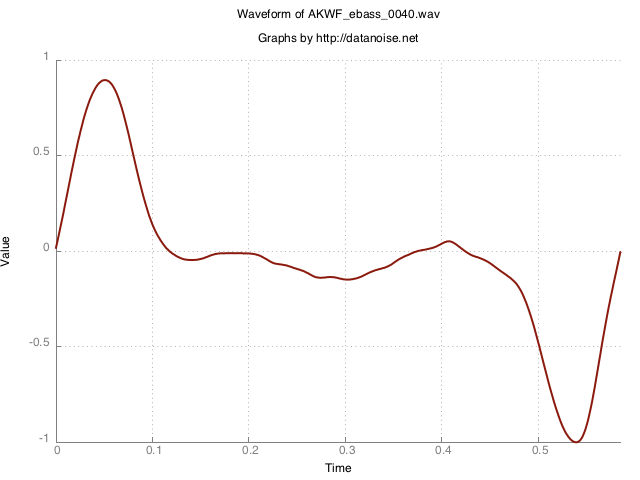 Waveform of AKWF_ebass_0040.wav
Graphs by http://datanoise.net
1
0.5
0
-0.5
-1
Value
0 0.1 0.2 0.3 0.4 0.5
Time